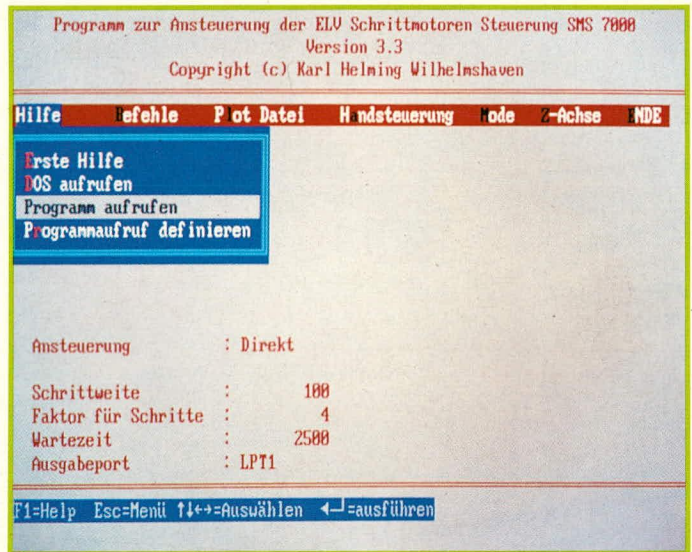 Programm zur Ansteuerung der ELV Schrittmotoren Steuerung SMS 7000
Version 3.3
Copyright (c) Karl Helming Wilhelmshaven
Hilfe Befehle Plot Datei Handsteuerung Mode Z-Achse ENDE
Erste Hilfe
DOS aufrufen
Programm aufrufen
Programmaufruf definieren
Ansteuerung : Direkt
Schrittweite : 100
Faktor für Schritte : 4
Wartezeit : 2500
Ausgabeport : LPT1
F1=Help Esc=Menü ↑↓←→=Auswählen ◄─┘=ausführen